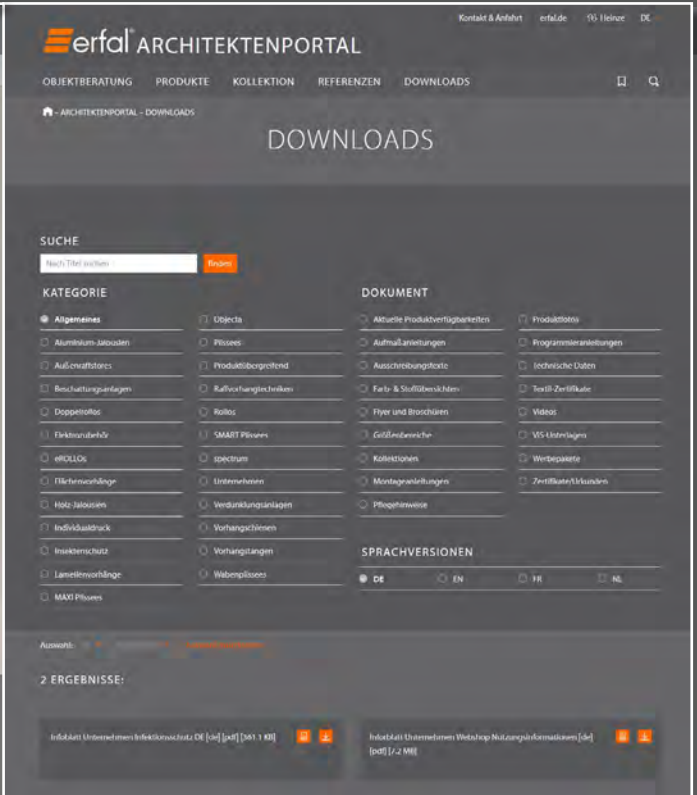 Kontakt & Anfahrt erfal.de Heinze DE
erfal® ARCHITEKTENPORTAL
OBJEKTBERATUNG PRODUKTE KOLLEKTION REFERENZEN DOWNLOADS
– ARCHITEKTENPORTAL – DOWNLOADS
DOWNLOADS
SUCHE
Nach Titel suchen finden
KATEGORIE DOKUMENT
Allgemeines Objecta Aktuelle Produktverfügbarkeiten Produktfotos
Aluminium-Jalousien Plissees Aufmaßanleitungen Programmieranleitungen
Außenraffstores Produktübergreifend Ausschreibungstexte Technische Daten
Beschattungsanlagen Raffvorhangtechniken Farb- & Stoffübersichten Textil-Zertifikate
Doppelrollos Rollos Flyer und Broschüren Videos
Elektrozubehör SMART Plissees Größenbereiche VIS-Unterlagen
eROLLOs spectrum Kollektionen Werbepakete
Flächenvorhänge Unternehmen Montageanleitungen Zertifikate/Urkunden
Holz-Jalousien Verdunklungsanlagen Pflegehinweise
Individualdruck Vorhangschienen
Insektenschutz Vorhangstangen SPRACHVERSIONEN
Lamellenvorhänge Wabenplissees DE EN FR NL
MAXI Plissees
Auswahl:
2 ERGEBNISSE:
Infoblatt Unternehmen Infektionsschutz DE [de] [pdf] [361.1 KB] Infoblatt Unternehmen Webshop Nutzungsinformationen [de]
[pdf] [7.2 MB]